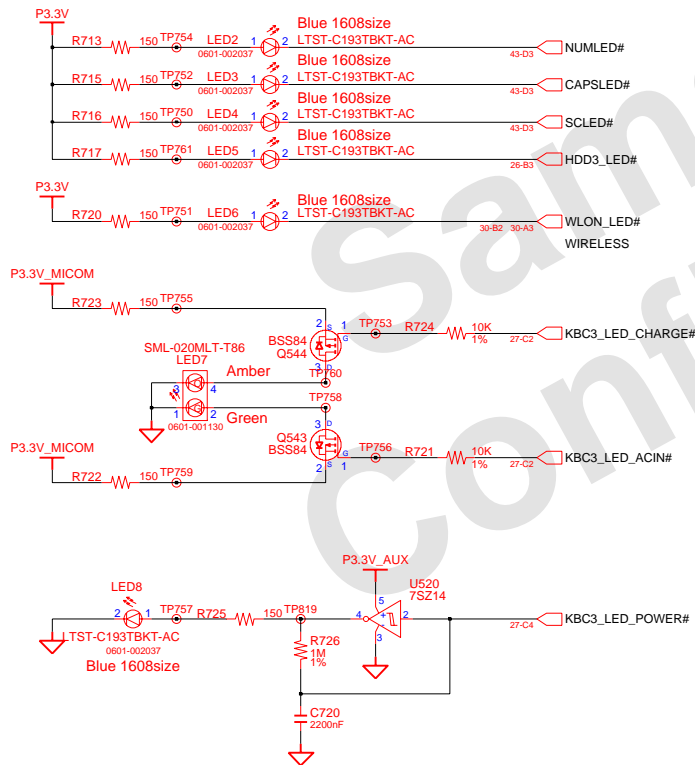 P3.3V
R713 150 TP754 LED2 1 2 Blue 1608size
0601-002037 LTST-C193TBKT-AC 43-D3 NUMLED#
R715 150 TP752 LED3 1 2 Blue 1608size
0601-002037 LTST-C193TBKT-AC 43-D3 CAPSLED#
R716 150 TP750 LED4 1 2 Blue 1608size
0601-002037 LTST-C193TBKT-AC 43-D3 SCLED#
R717 150 TP761 LED5 1 2 Blue 1608size
0601-002037 LTST-C193TBKT-AC 26-B3 HDD3_LED#
P3.3V
R720 150 TP751 LED6 1 2 Blue 1608size
0601-002037 LTST-C193TBKT-AC 30-B2 30-A3 WLON_LED#
WIRELESS
P3.3V_MICOM
R723 150 TP755
2 S 1 G TP753 R724 10K 1% 27-C2 KBC3_LED_CHARGE#
BSS84
Q544
3 D
TP760
SML-020MLT-T86
LED7
Amber
3 4
1 2
Green
0601-001130
TP758
3 D
Q543
BSS84
G 1 TP756 R721 10K 1% 27-C2 KBC3_LED_ACIN#
2 S
P3.3V_MICOM
R722 150 TP759
P3.3V_AUX
U520
7SZ14
5
4 + - 2
3
27-C4 KBC3_LED_POWER#
LED8
2 1 TP757 R725 150 TP819
LTST-C193TBKT-AC
0601-002037
Blue 1608size
R726
1M
1%
C720
2200nF
Sam
Conf